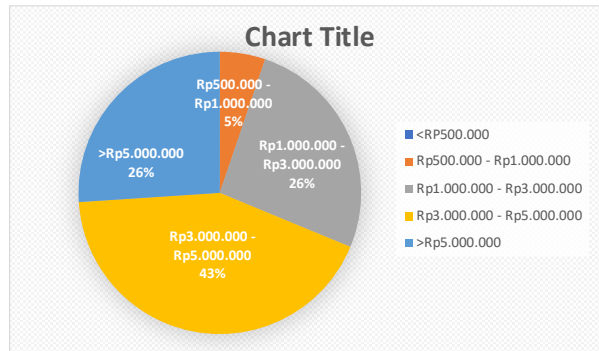 Chart Title
Rp500.000 -
Rp1.000.000
5%
Rp1.000.000 -
Rp3.000.000
26%
>Rp5.000.000
26%
Rp3.000.000 -
Rp5.000.000
43%
<RP500.000
Rp500.000 - Rp1.000.000
Rp1.000.000 - Rp3.000.000
Rp3.000.000 - Rp5.000.000
>Rp5.000.000